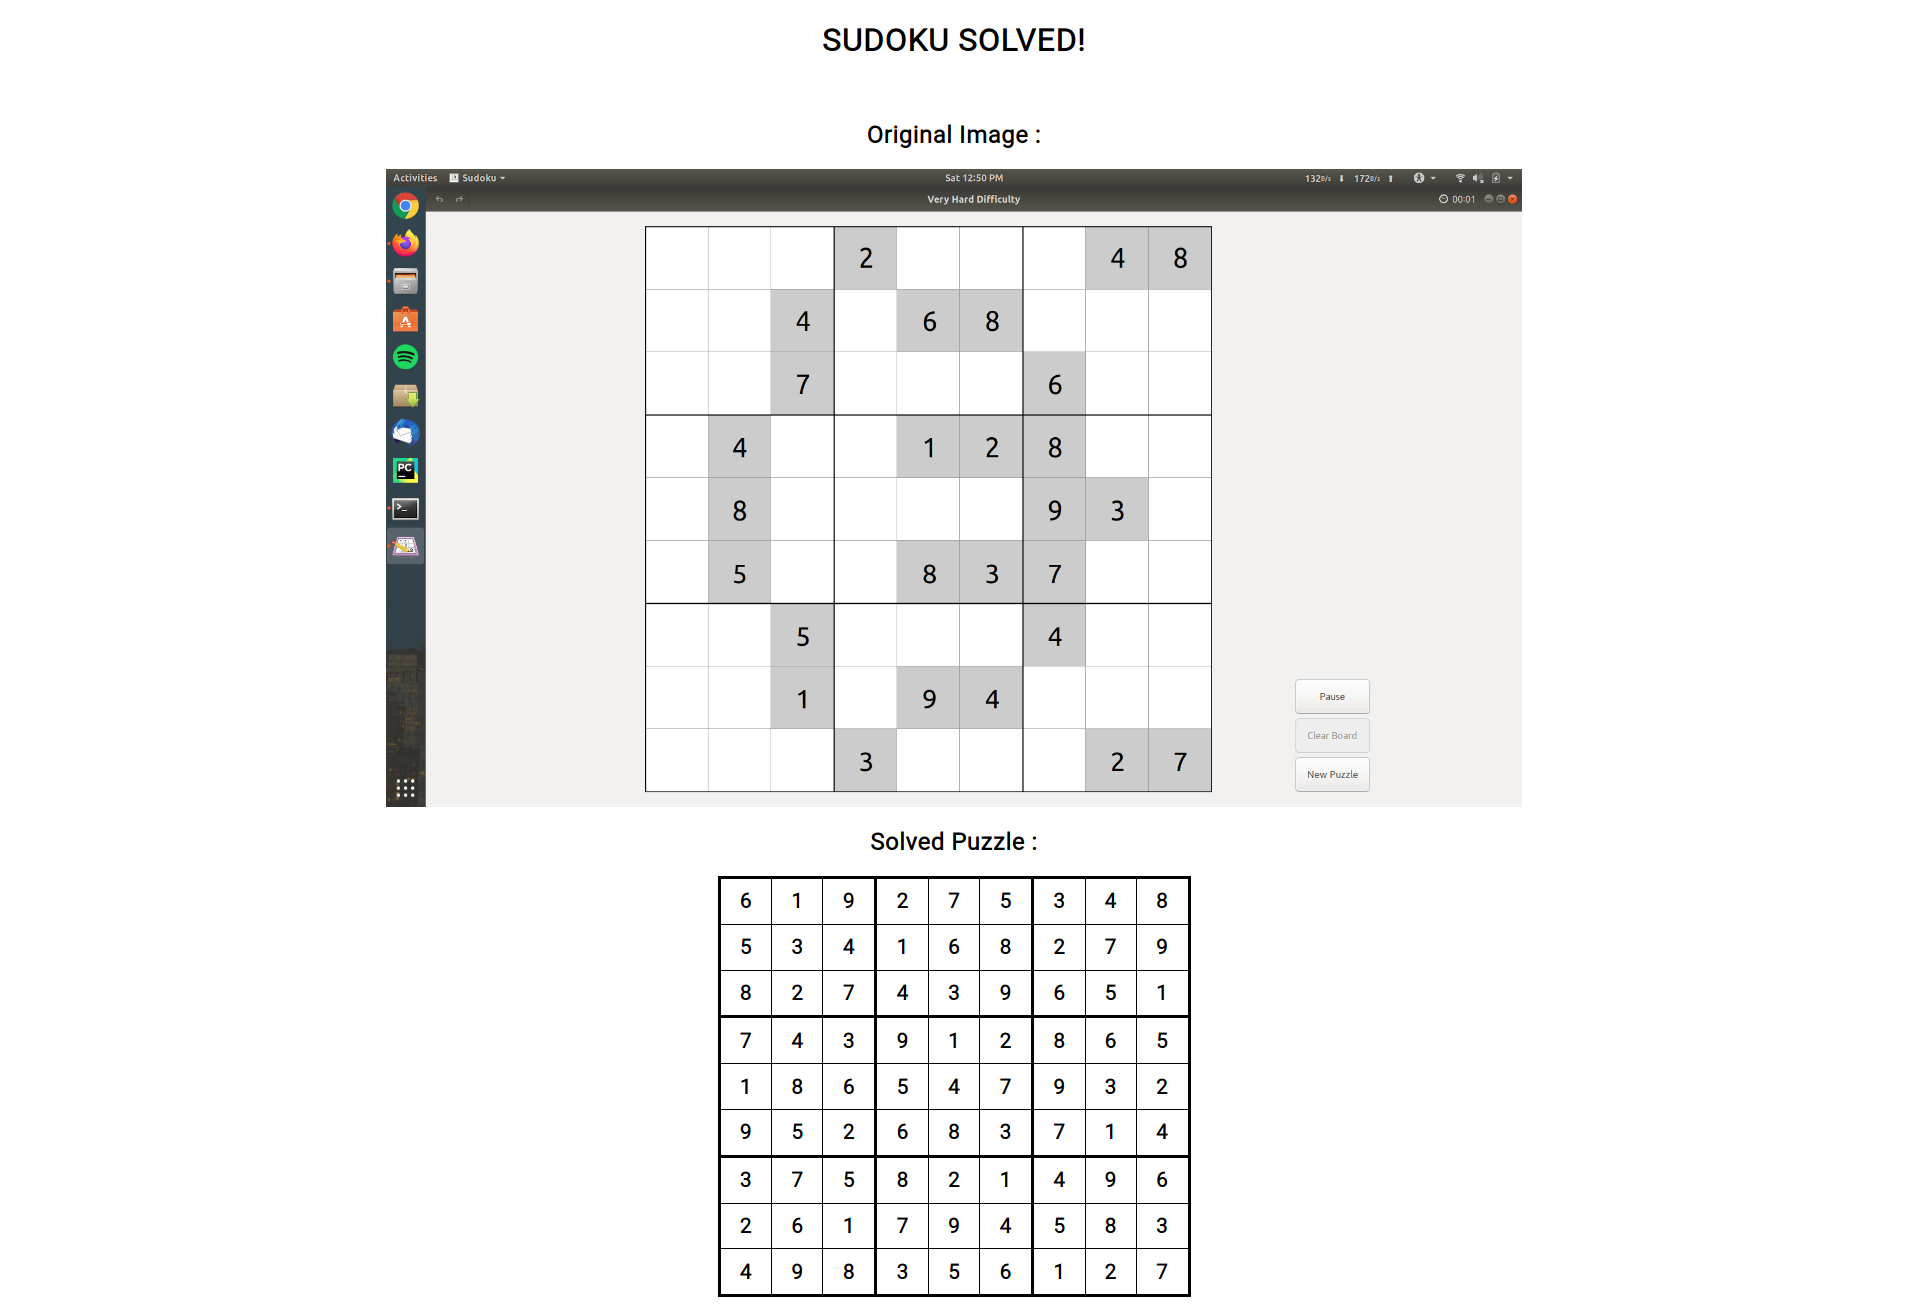 SUDOKU SOLVED!
Original Image :
Activities Sudoku Sat 12:50 PM 132B/s 172B/s
Very Hard Difficulty 00:01
2 4 8
4 6 8
7 6
4 1 2 8
8 9 3
PC
5 8 3 7
5 4
1 9 4
Pause
Clear Board
3 2 7
New Puzzle
Solved Puzzle :
6 1 9 2 7 5 3 4 8
5 3 4 1 6 8 2 7 9
8 2 7 4 3 9 6 5 1
7 4 3 9 1 2 8 6 5
1 8 6 5 4 7 9 3 2
9 5 2 6 8 3 7 1 4
3 7 5 8 2 1 4 9 6
2 6 1 7 9 4 5 8 3
4 9 8 3 5 6 1 2 7